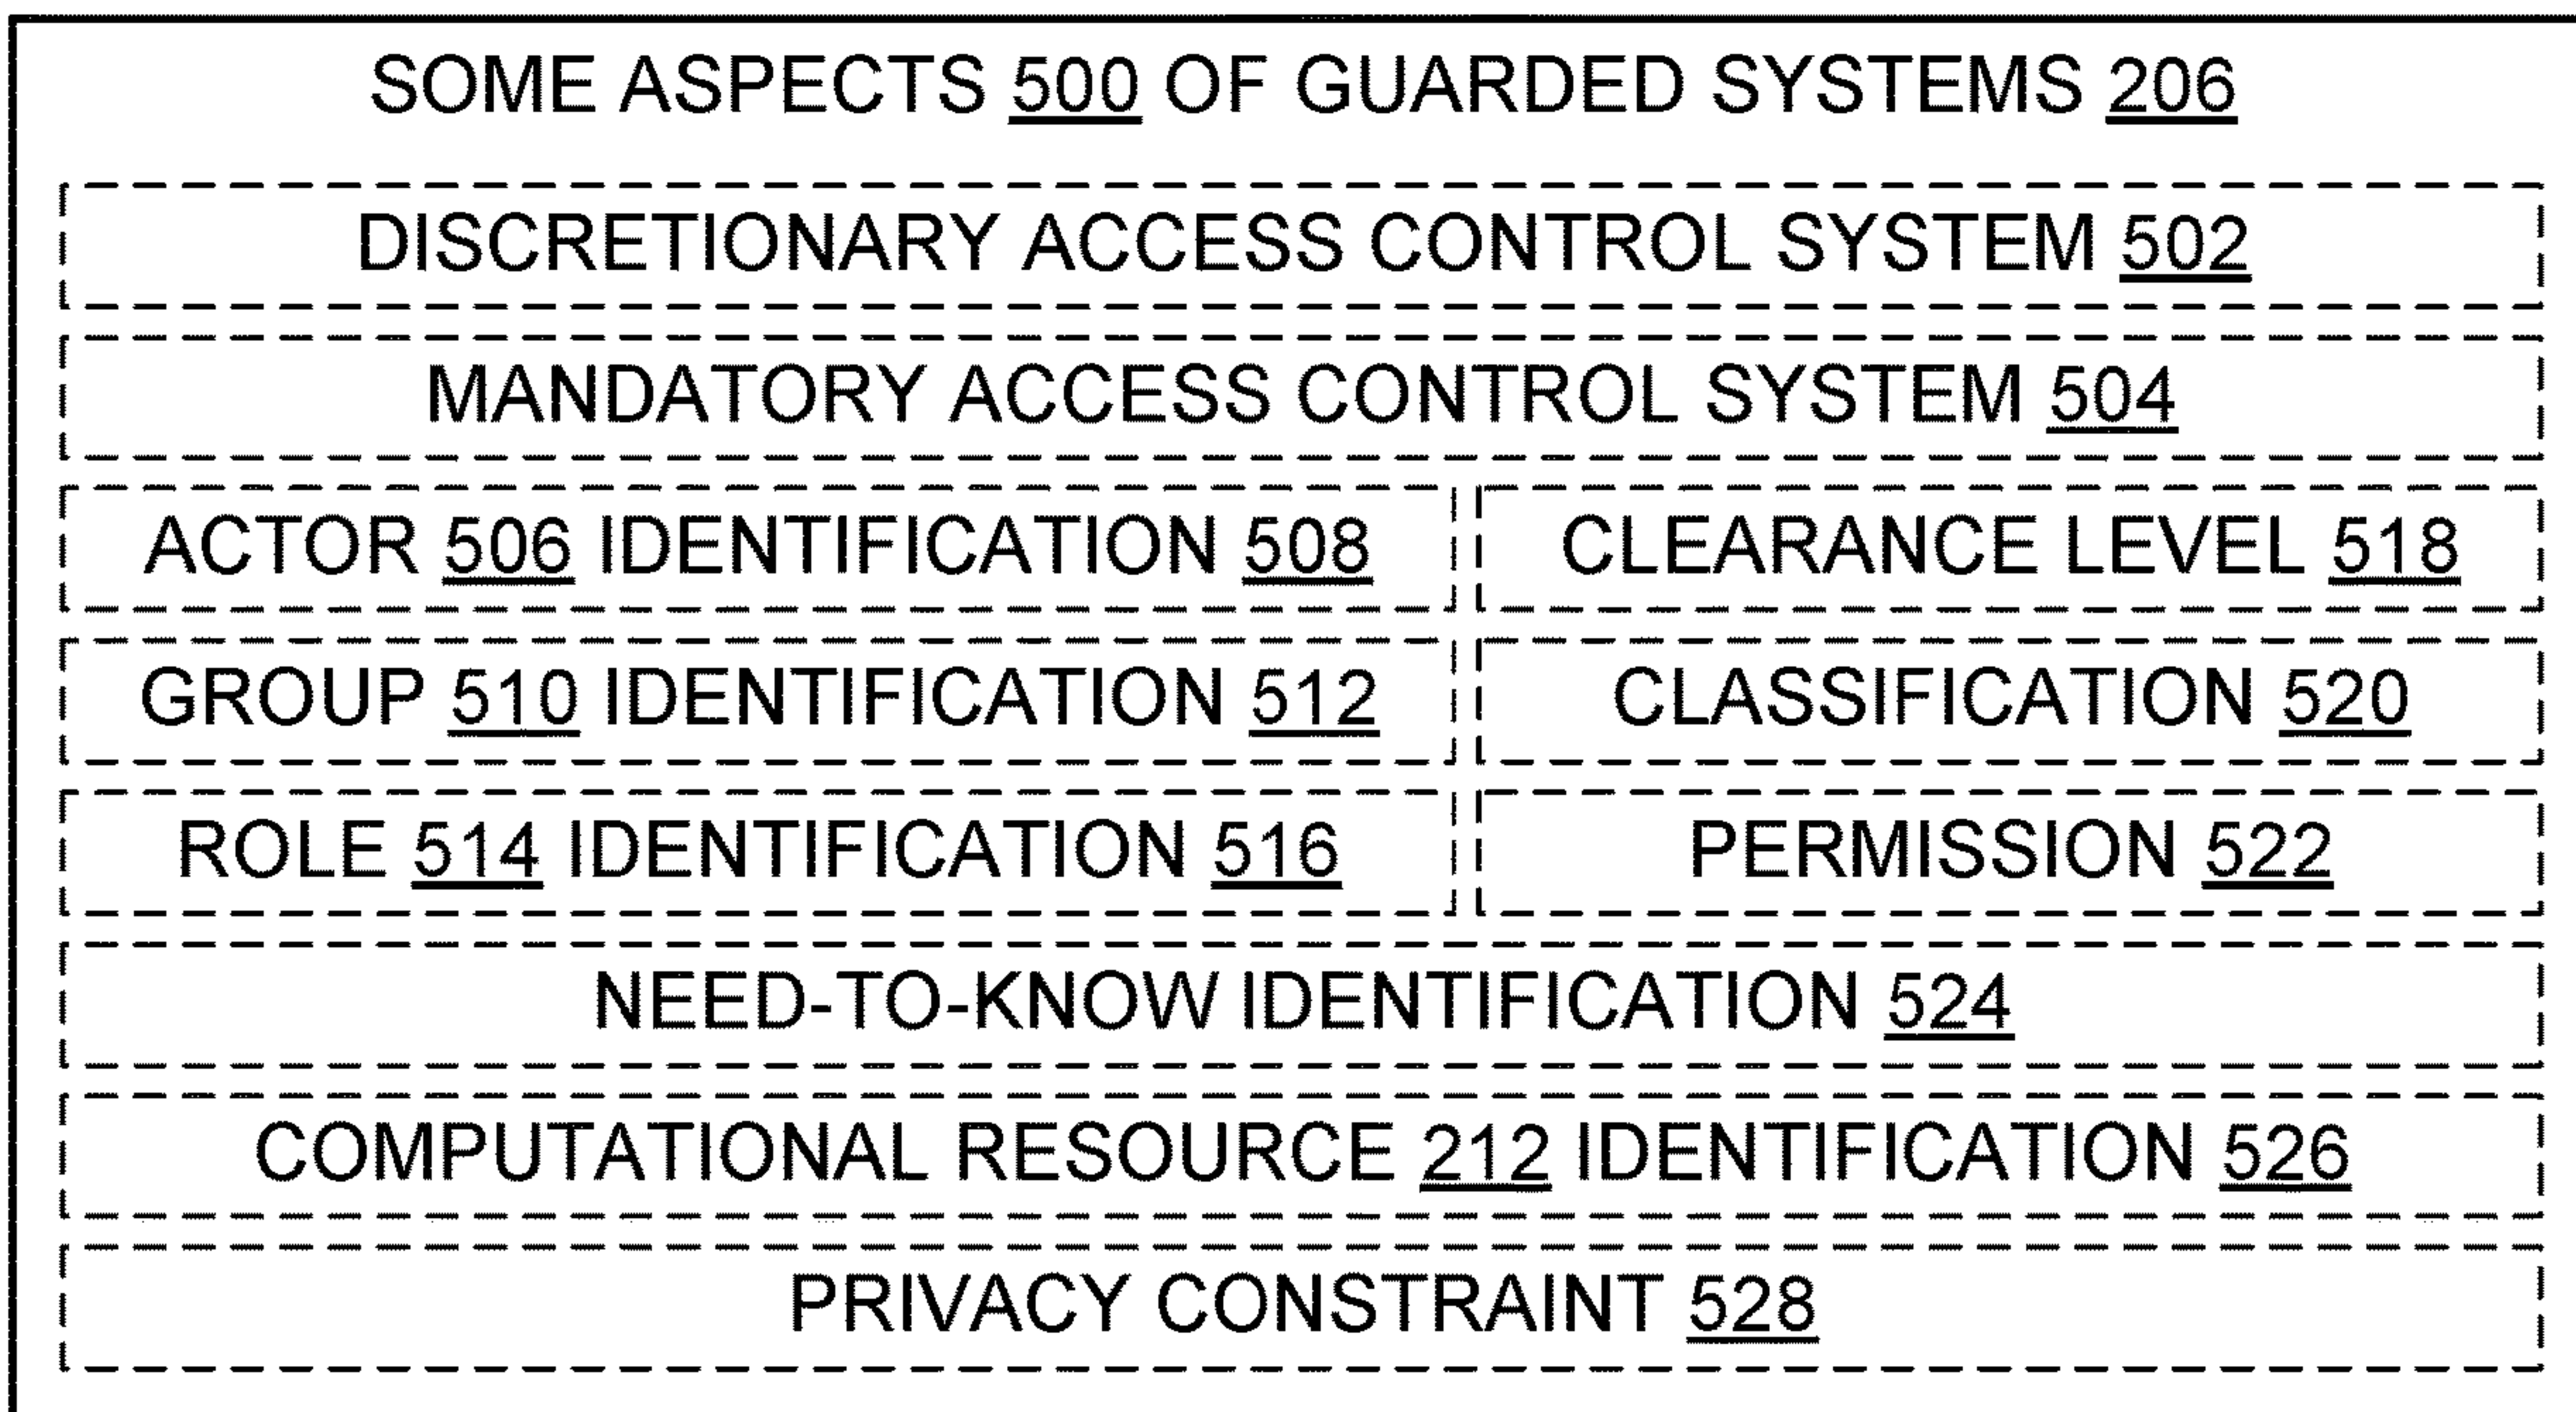 SOME ASPECTS 500 OF GUARDED SYSTEMS 206
DISCRETIONARY ACCESS CONTROL SYSTEM 502
MANDATORY ACCESS CONTROL SYSTEM 504
ACTOR 506 IDENTIFICATION 508
CLEARANCE LEVEL 518
GROUP 510 IDENTIFICATION 512
CLASSIFICATION 520
ROLE 514 IDENTIFICATION 516
PERMISSION 522
NEED-TO-KNOW IDENTIFICATION 524
COMPUTATIONAL RESOURCE 212 IDENTIFICATION 526
PRIVACY CONSTRAINT 528